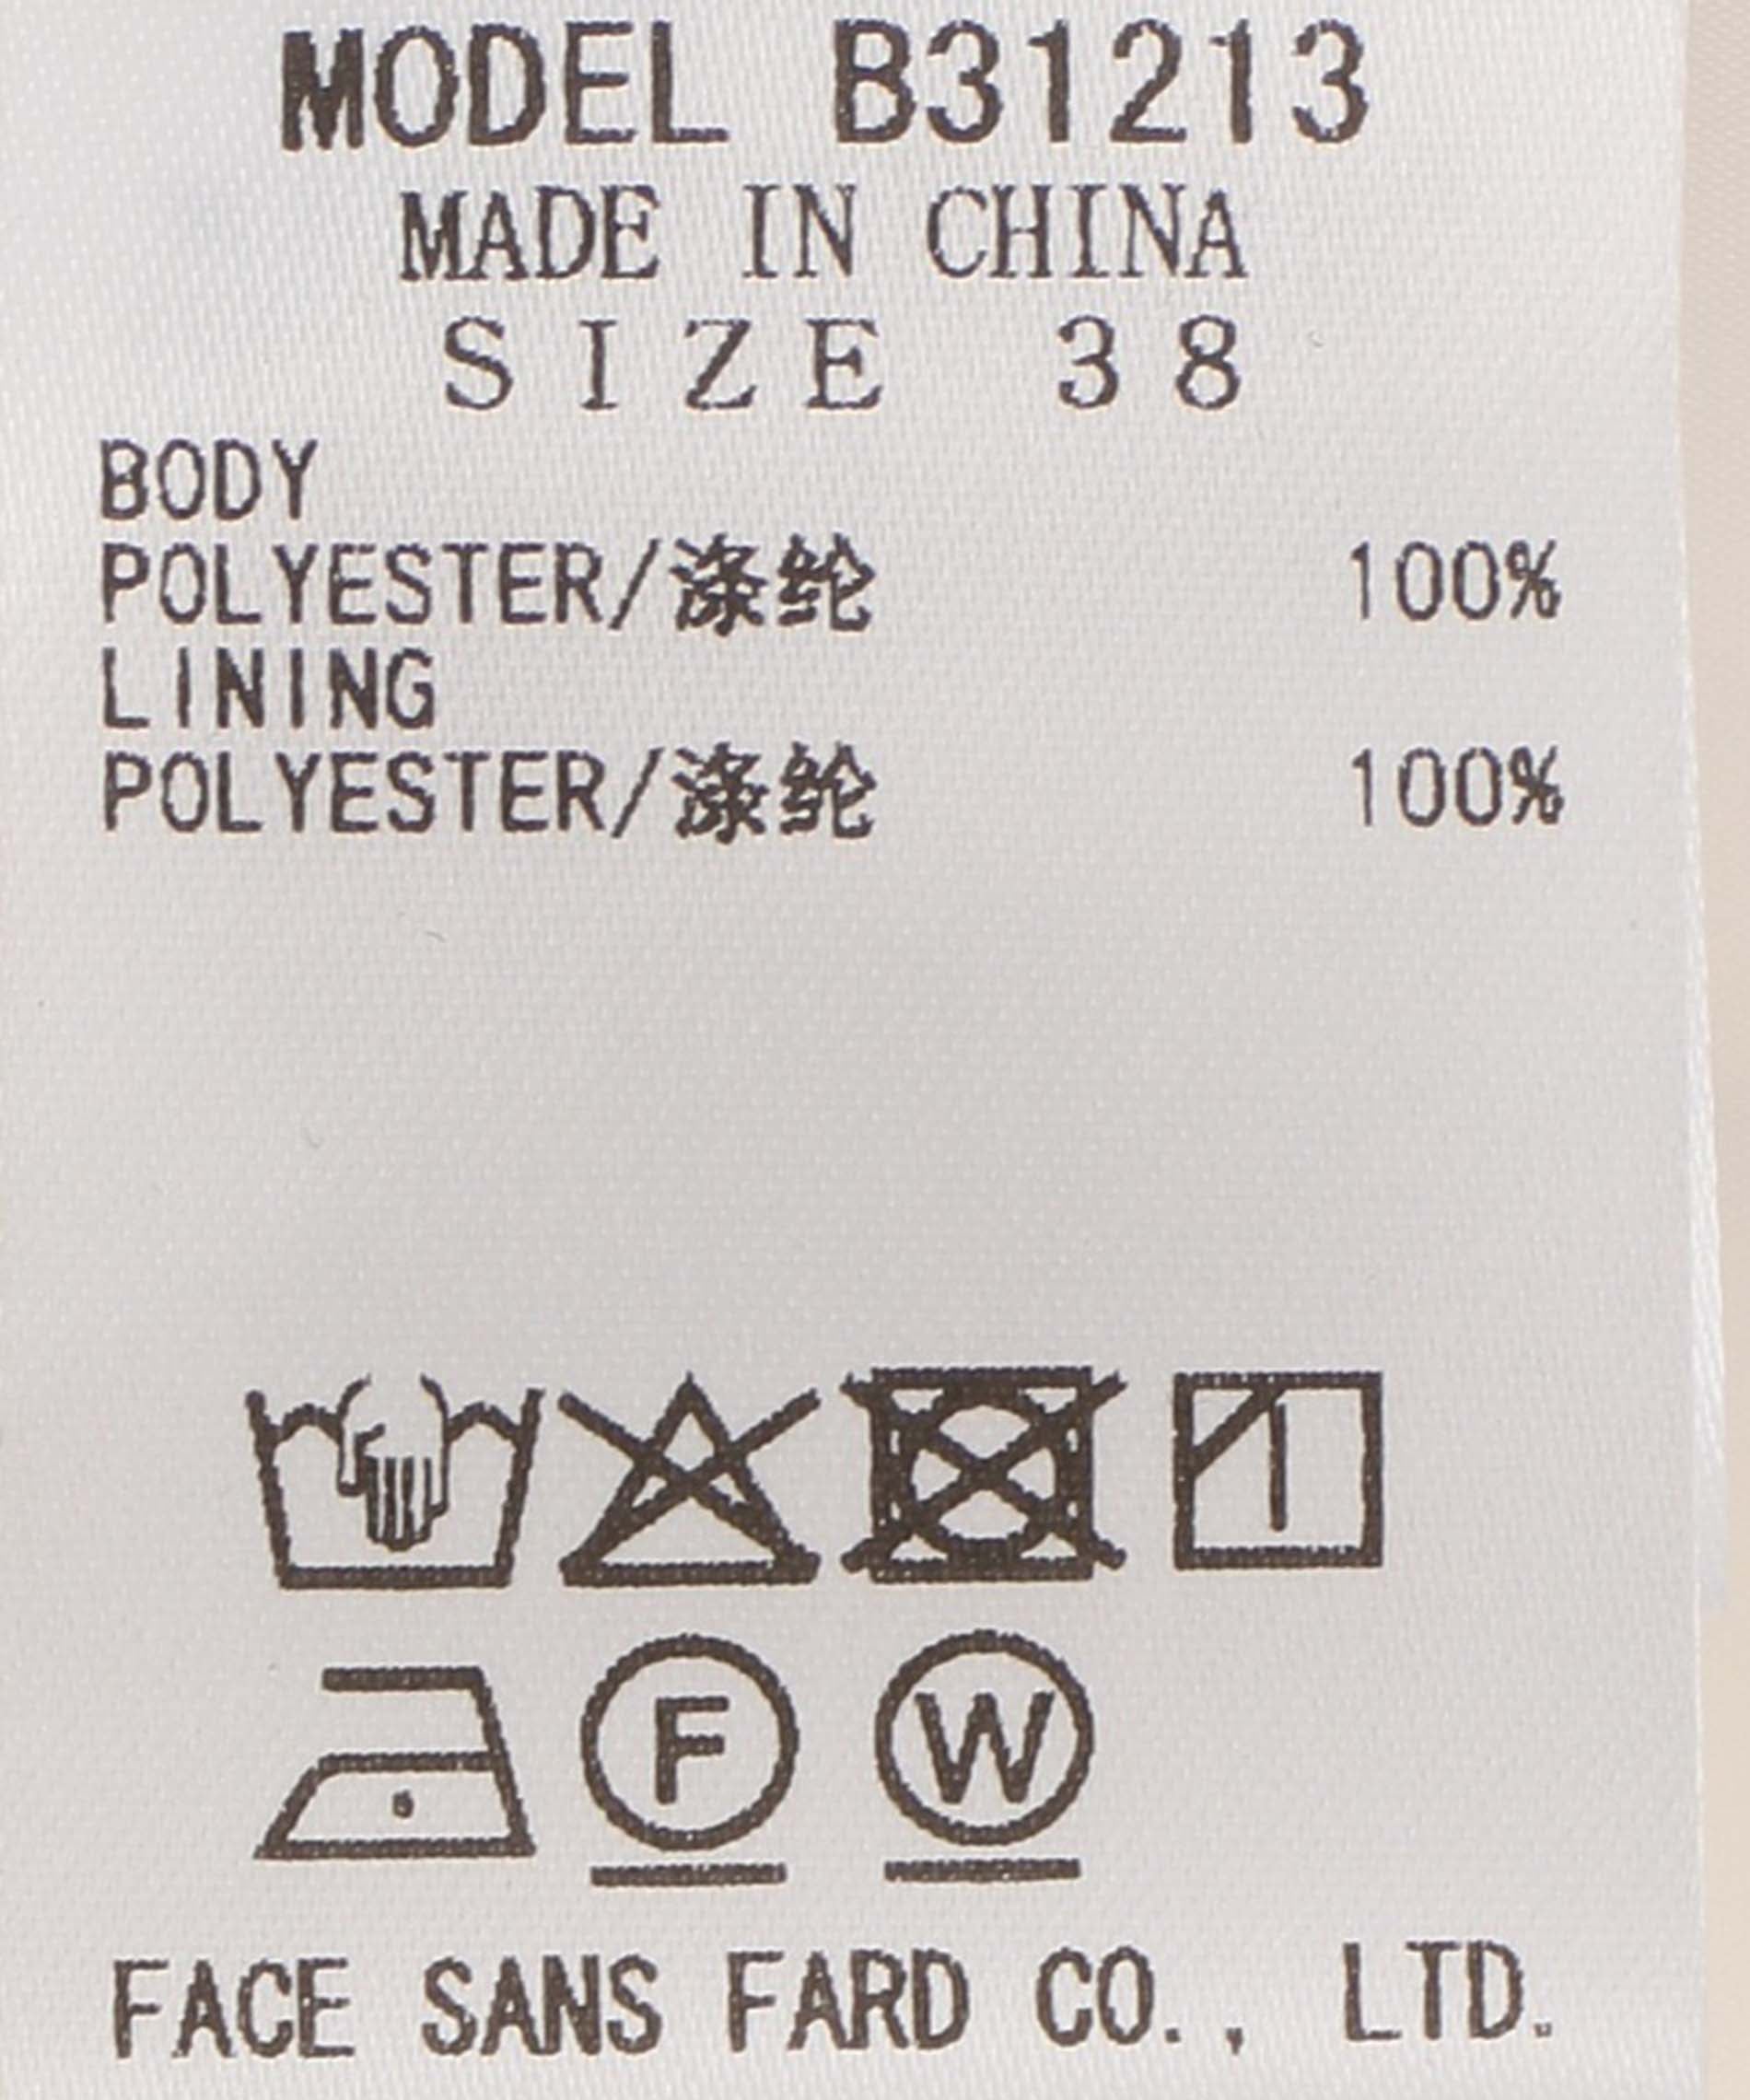 MODEL B31213
MADE IN CHINA
SIZE 38
BODY
POLYESTER/涤纶 100%
LINING
POLYESTER/涤纶 100%
F W
FACE SANS FARD CO., LTD.